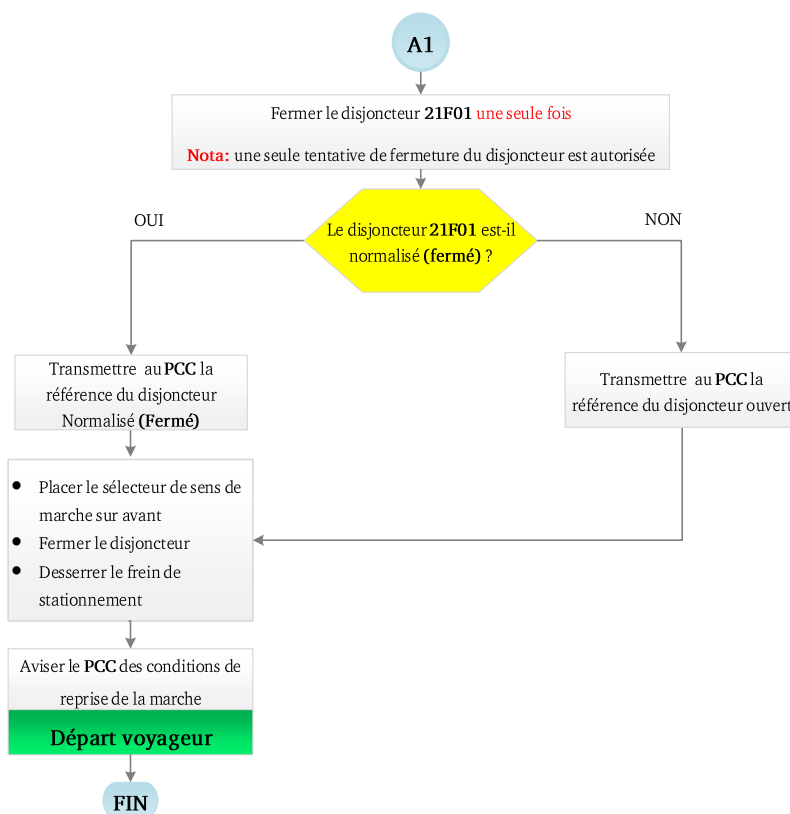 A1
Fermer le disjoncteur 21F01 une seule fois
Nota: une seule tentative de fermeture du disjoncteur est autorisée
OUI
NON
Le disjoncteur 21F01 est-il
normalisé (fermé) ?
Transmettre au PCC la
référence du disjoncteur
Normalisé (Fermé)
Transmettre au PCC la
référence du disjoncteur ouvert
• Placer le sélecteur de sens de
marche sur avant
• Fermer le disjoncteur
• Desserrer le frein de
stationnement
Aviser le PCC des conditions de
reprise de la marche
Départ voyageur
FIN